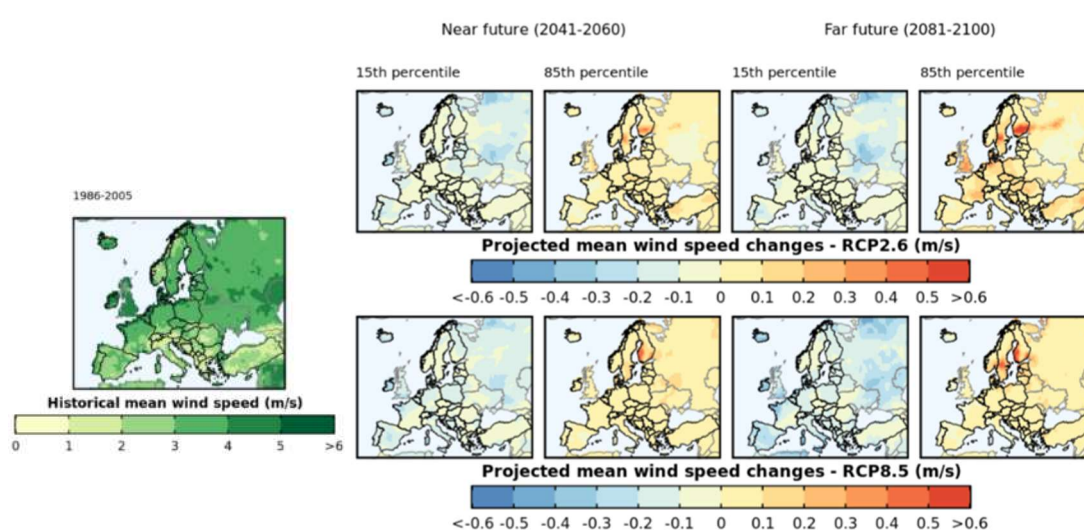 Near future (2041-2060)
Far future (2081-2100)
15th percentile
85th percentile
15th percentile
85th percentile
1986-2005
Projected mean wind speed changes - RCP2.6 (m/s)
<-0.6 -0.5 -0.4 -0.3 -0.2 -0.1 0 0.1 0.2 0.3 0.4 0.5 >0.6
Historical mean wind speed (m/s)
0 1 2 3 4 5 >6
Projected mean wind speed changes - RCP8.5 (m/s)
<-0.6 -0.5 -0.4 -0.3 -0.2 -0.1 0 0.1 0.2 0.3 0.4 0.5 >0.6